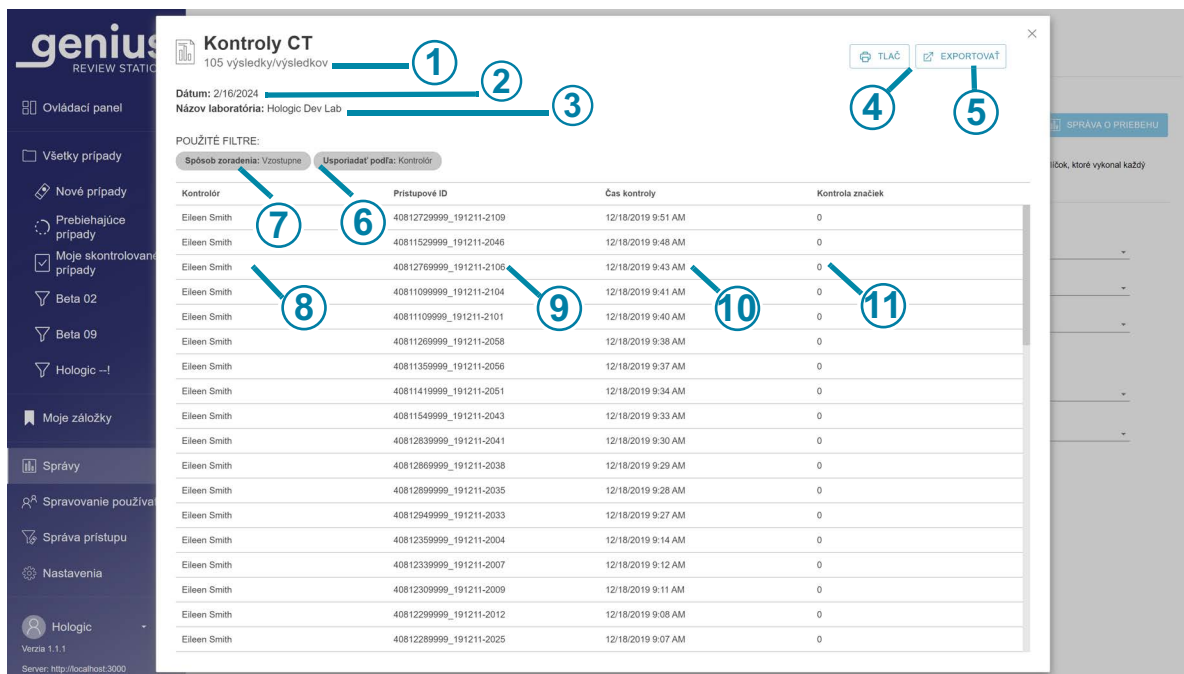 genius
REVIEW STATIC
Ovládací panel
Všetky prípady
Nové prípady
Prebiehajúce
prípady
Moje skontrolované
prípady
Beta 02
Beta 09
Hologic --!
Moje záložky
Správy
Spravovanie používa
Správa prístupu
Nastavenia
Hologic
Verzia 1.1.1
Server: http://localhost:3000
Kontroly CT
105 výsledky/výsledkov
1
TLAČ
EXPORTOVAŤ
4
5
Dátum: 2/16/2024
2
Názov laboratória: Hologic Dev Lab
3
POUŽITÉ FILTRE:
Spôsob zoradenia: Vzostupne
Usporiadať podľa: Kontrolór
7
6
Kontrolór Prístupové ID Čas kontroly Kontrola značiek
Eileen Smith 40812729999_191211-2109 12/18/2019 9:51 AM 0
Eileen Smith 40811529999_191211-2046 12/18/2019 9:48 AM 0
Eileen Smith 40812769999_191211-2106 12/18/2019 9:43 AM 0
8
9
10
11
Eileen Smith 40811099999_191211-2104 12/18/2019 9:41 AM 0
Eileen Smith 40811109999_191211-2101 12/18/2019 9:40 AM 0
Eileen Smith 40811269999_191211-2058 12/18/2019 9:38 AM 0
Eileen Smith 40811359999_191211-2056 12/18/2019 9:37 AM 0
Eileen Smith 40811419999_191211-2051 12/18/2019 9:34 AM 0
Eileen Smith 40811549999_191211-2043 12/18/2019 9:33 AM 0
Eileen Smith 40812839999_191211-2041 12/18/2019 9:30 AM 0
Eileen Smith 40812869999_191211-2038 12/18/2019 9:29 AM 0
Eileen Smith 40812899999_191211-2035 12/18/2019 9:28 AM 0
Eileen Smith 40812949999_191211-2033 12/18/2019 9:27 AM 0
Eileen Smith 40812359999_191211-2004 12/18/2019 9:14 AM 0
Eileen Smith 40812339999_191211-2007 12/18/2019 9:12 AM 0
Eileen Smith 40812309999_191211-2009 12/18/2019 9:11 AM 0
Eileen Smith 40812299999_191211-2012 12/18/2019 9:08 AM 0
Eileen Smith 40812289999_191211-2025 12/18/2019 9:07 AM 0
SPRÁVA O PRIEBEHU
líčok, ktoré vykonal každý